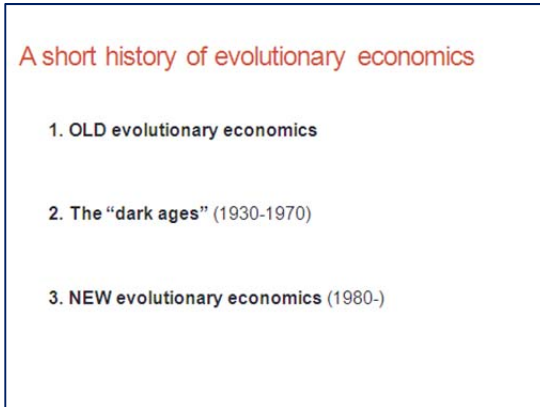 A short history of evolutionary economics
1. OLD evolutionary economics
2. The “dark ages” (1930-1970)
3. NEW evolutionary economics (1980-)